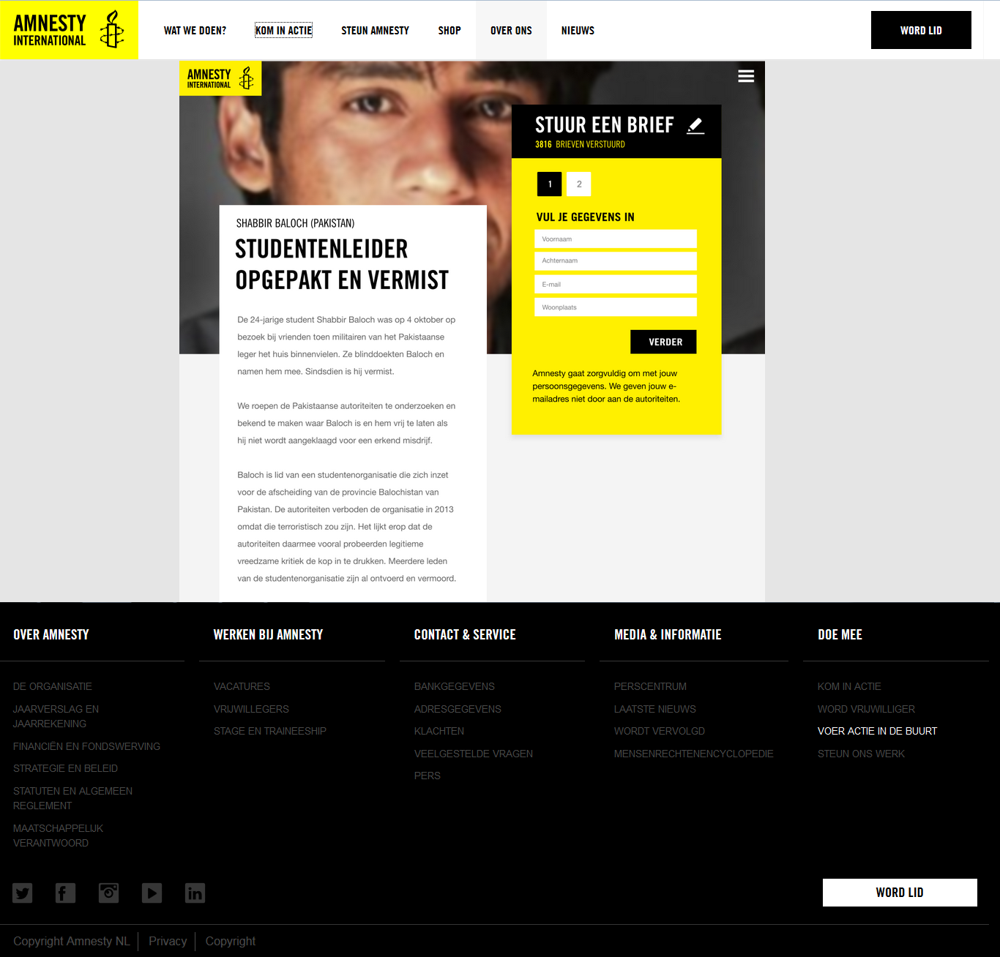 AMNESTY
INTERNATIONAL
WAT WE DOEN?
KOM IN ACTIE
STEUN AMNESTY
SHOP
OVER ONS
NIEUWS
WORD LID
AMNESTY
INTERNATIONAL
STUUR EEN BRIEF
3816 BRIEVEN VERSTUURD
1
2
VUL JE GEGEVENS IN
Voornaam
Achternaam
E-mail
Woonplaats
VERDER
Amnesty gaat zorgvuldig om met jouw
persoonsgegevens. We geven jouw e-
mailadres niet door aan de autoriteiten.
SHABBIR BALOCH (PAKISTAN)
STUDENTENLEIDER
OPGEPAKT EN VERMIST
De 24-jarige student Shabbir Baloch was op 4 oktober op
bezoek bij vrienden toen militairen van het Pakistaanse
leger het huis binnenvielen. Ze blinddoekten Baloch en
namen hem mee. Sindsdien is hij vermist.
We roepen de Pakistaanse autoriteiten te onderzoeken en
bekend te maken waar Baloch is en hem vrij te laten als
hij niet wordt aangeklaagd voor een erkend misdrijf.
Baloch is lid van een studentenorganisatie die zich inzet
voor de afscheiding van de provincie Balochistan van
Pakistan. De autoriteiten verboden de organisatie in 2013
omdat die terroristisch zou zijn. Het lijkt erop dat de
autoriteiten daarmee vooral probeerden legitieme
vreedzame kritiek de kop in te drukken. Meerdere leden
van de studentenorganisatie zijn al ontvoerd en vermoord.
OVER AMNESTY
DE ORGANISATIE
JAARVERSLAG EN
JAARREKENING
FINANCIËN EN FONDSWERVING
STRATEGIE EN BELEID
STATUTEN EN ALGEMEEN
REGLEMENT
MAATSCHAPPELIJK
VERANTWOORD
WERKEN BIJ AMNESTY
VACATURES
VRIJWILLEGERS
STAGE EN TRAINEESHIP
CONTACT & SERVICE
BANKGEGEVENS
ADRESGEGEVENS
KLACHTEN
VEELGESTELDE VRAGEN
PERS
MEDIA & INFORMATIE
PERSCENTRUM
LAATSTE NIEUWS
WORDT VERVOLGD
MENSENRECHTENENCYCLOPEDIE
DOE MEE
KOM IN ACTIE
WORD VRIJWILLIGER
VOER ACTIE IN DE BUURT
STEUN ONS WERK
WORD LID
Copyright Amnesty NL
Privacy
Copyright